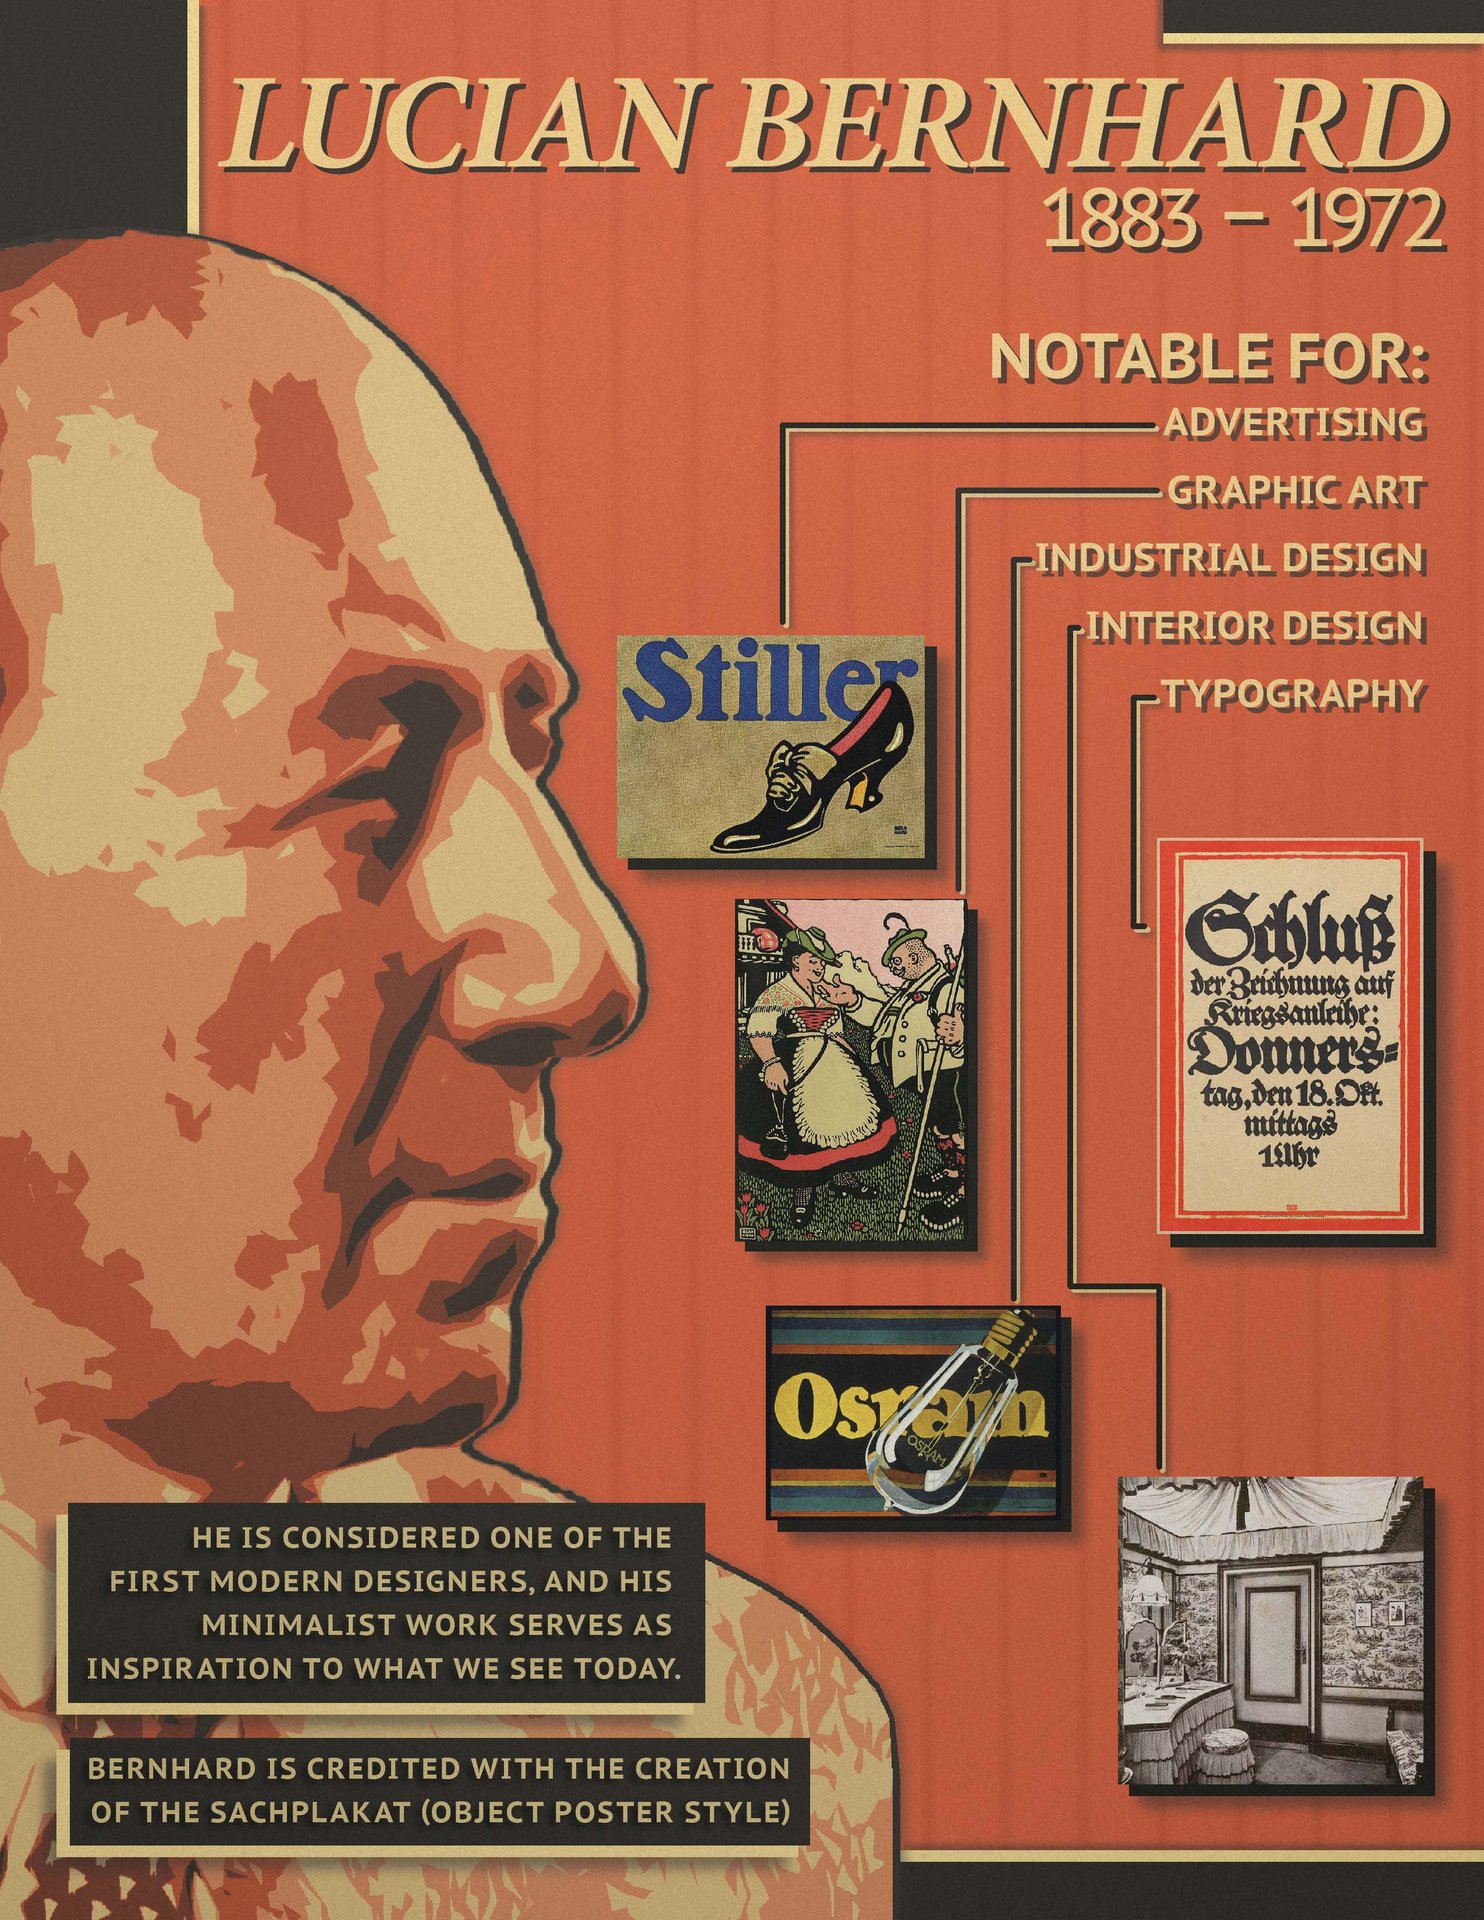 LUCIAN BERNHARD
1883 – 1972
NOTABLE FOR:
ADVERTISING
GRAPHIC ART
INDUSTRIAL DESIGN
INTERIOR DESIGN
TYPOGRAPHY
Stiller
Schluß
der Zeichnung auf
Kriegsanleihe:
Donners=
tag, den 18. Okt.
mittags
1 Uhr
Osram
OSRAM
HE IS CONSIDERED ONE OF THE
FIRST MODERN DESIGNERS, AND HIS
MINIMALIST WORK SERVES AS
INSPIRATION TO WHAT WE SEE TODAY.
BERNHARD IS CREDITED WITH THE CREATION
OF THE SACHPLAKAT (OBJECT POSTER STYLE)